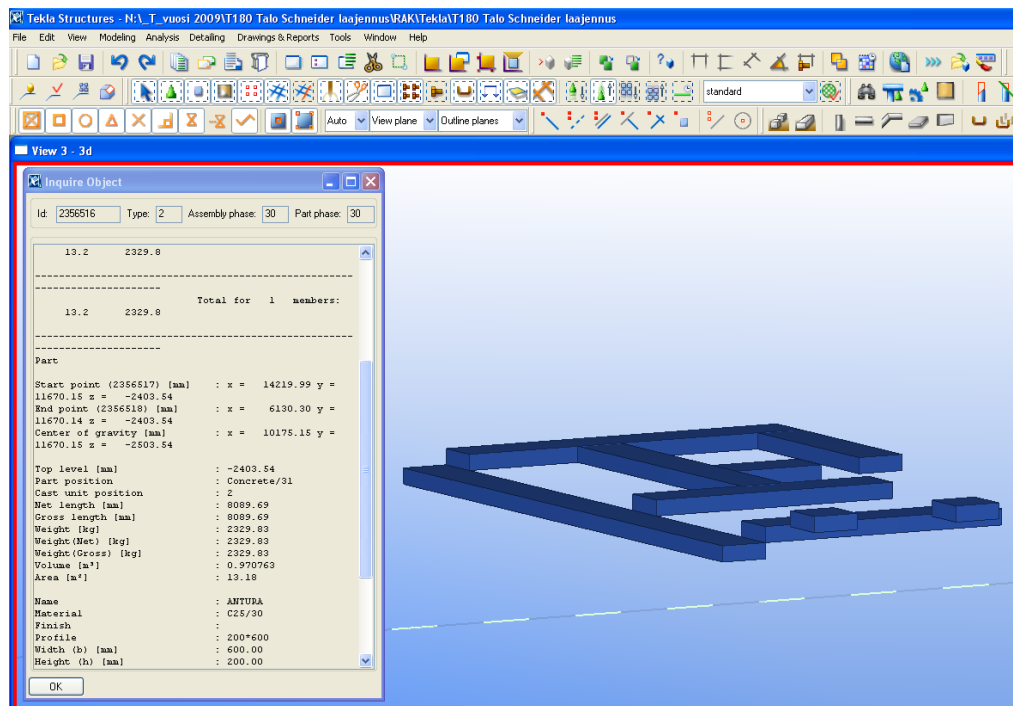 Tekla Structures - N:\_T_vuosi 2009\T180 Talo Schneider laajennus\RAK\Tekla\T180 Talo Schneider laajennus
File Edit View Modeling Analysis Detailing Drawings & Reports Tools Window Help
standard
Auto View plane Outline planes
View 3 - 3d
Inquire Object
Id: 2356516 Type: 2 Assembly phase: 30 Part phase: 30
13.2 2329.8
-----------------------------------------------------
---------------------
Total for 1 members:
13.2 2329.8
-----------------------------------------------------
---------------------
Part
Start point (2356517) [mm] : x = 14219.99 y =
11670.15 z = -2403.54
End point (2356518) [mm] : x = 6130.30 y =
11670.14 z = -2403.54
Center of gravity [mm] : x = 10175.15 y =
11670.15 z = -2503.54
Top level [mm] : -2403.54
Part position : Concrete/31
Cast unit position : 2
Net length [mm] : 8089.69
Gross length [mm] : 8089.69
Weight [kg] : 2329.83
Weight(Net) [kg] : 2329.83
Weight(Gross) [kg] : 2329.83
Volume [m³] : 0.970763
Area [m²] : 13.18
Name : ANTURA
Material : C25/30
Finish :
Profile : 200*600
Width (b) [mm] : 600.00
Height (h) [mm] : 200.00
OK